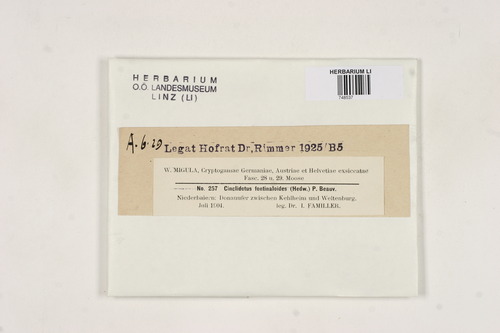 HERBARIUM
O.Ö. LANDESMUSEUM
LINZ (LI)
HERBARIUM LI
A. 6. 29
Legat Hofrat Dr, Rimmer 1925/B5
W. MIGULA, Cryptogamae Germaniae, Austriae et Helvetiae exsiccatae
Fasc. 28 u. 29. Moose
No. 257 Cinclidotus fontinaloides (Hedw.) P. Beauv.
Niederbaiern: Donauufer zwischen Kehlheim und Weltenburg.
Juli 1904. leg. Dr. I. FAMILLER.